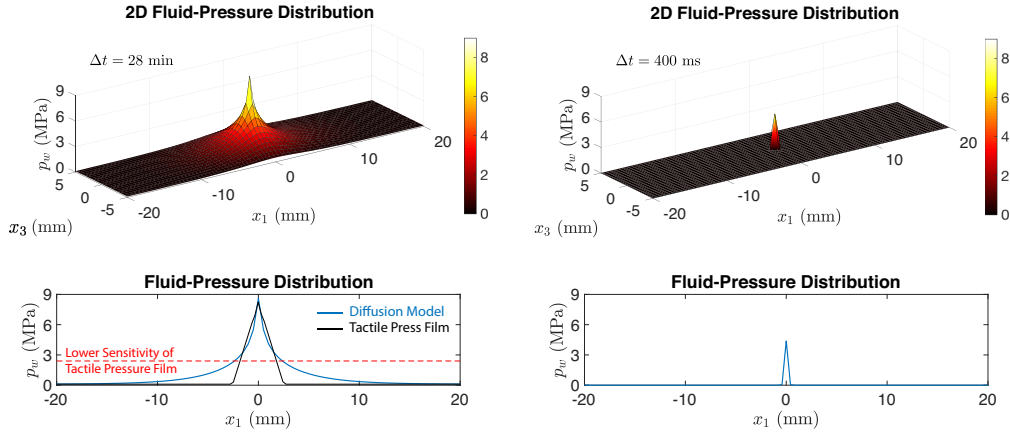 2D Fluid-Pressure Distribution
Δt = 28 min
p_w (MPa)
9
6
3
0
5
0
-5
-20
-10
0
10
20
x_3 (mm)
x_1 (mm)
8
6
4
2
0
2D Fluid-Pressure Distribution
Δt = 400 ms
p_w (MPa)
9
6
3
0
5
0
-5
-20
-10
0
10
20
x_3 (mm)
x_1 (mm)
8
6
4
2
0
Fluid-Pressure Distribution
p_w (MPa)
9
6
3
0
Diffusion Model
Tactile Press Film
Lower Sensitivity of
Tactile Pressure Film
-20
-10
0
10
20
x_1 (mm)
Fluid-Pressure Distribution
p_w (MPa)
9
6
3
0
-20
-10
0
10
20
x_1 (mm)